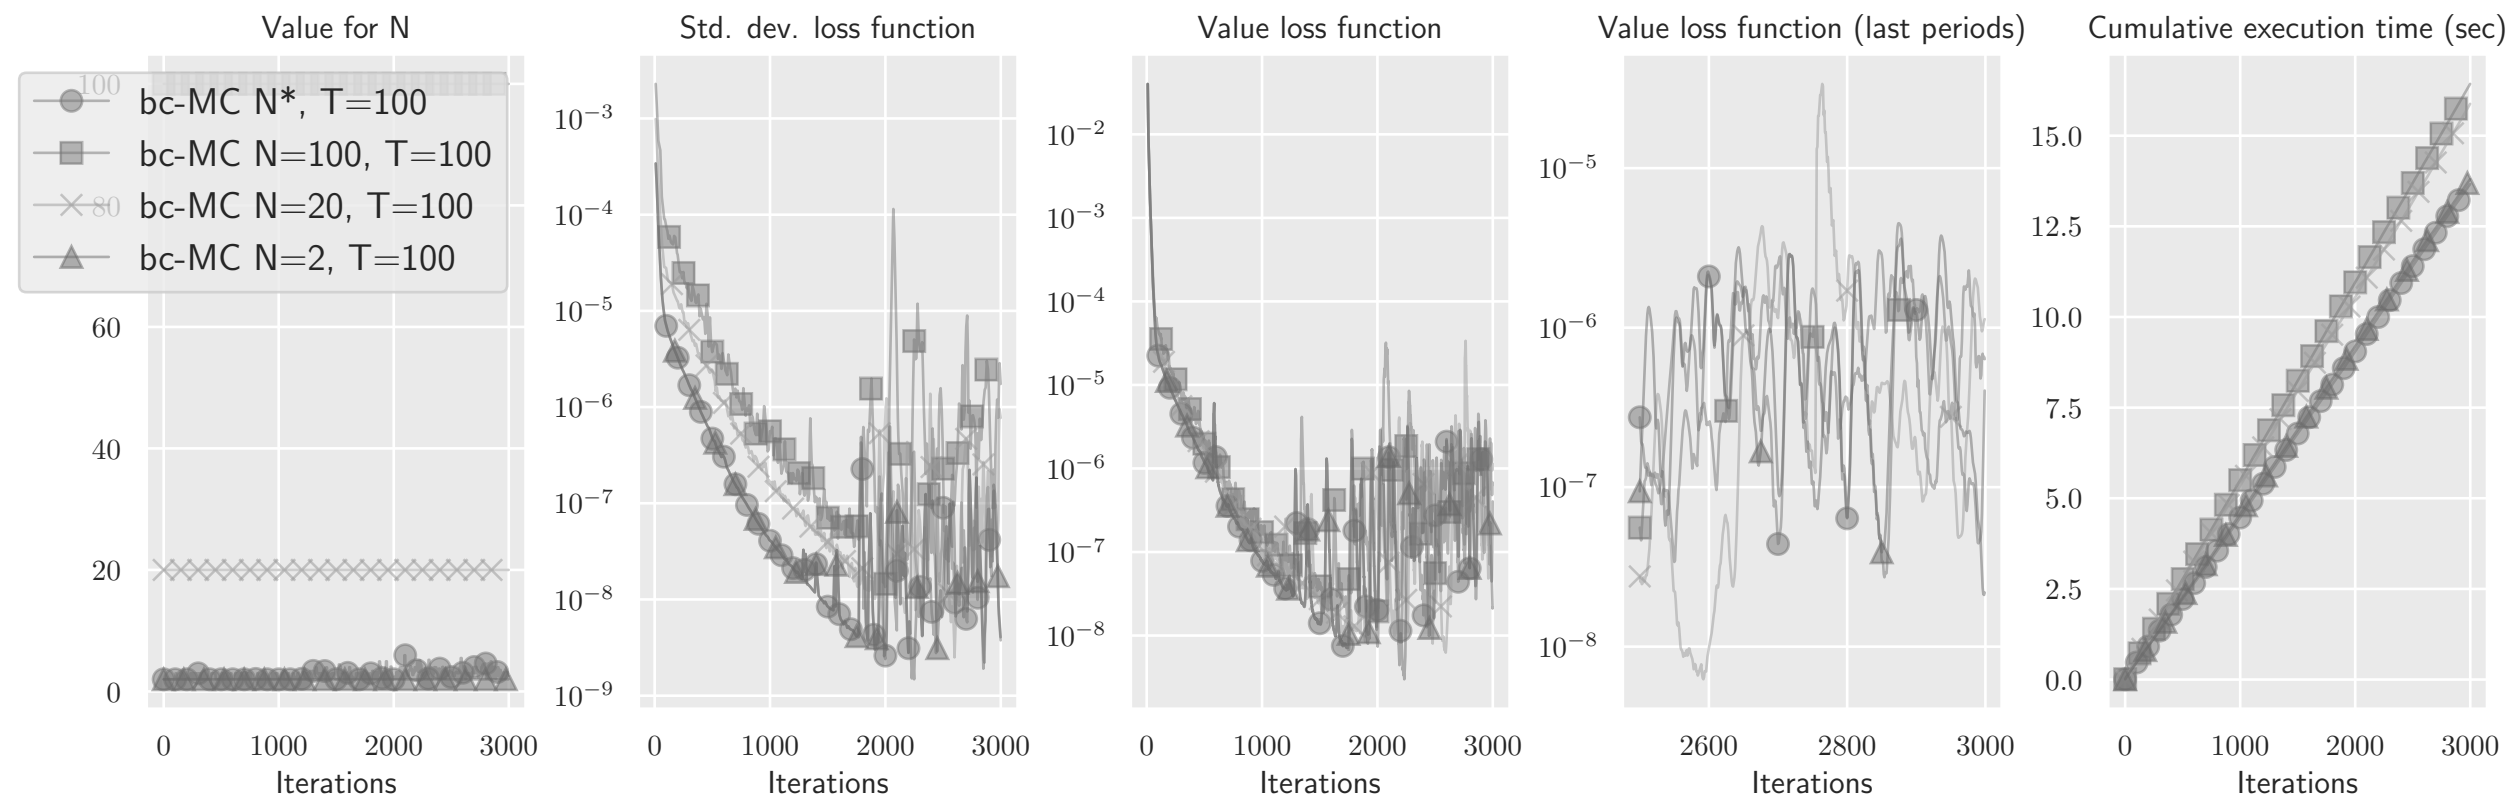 Value for N
Std. dev. loss function
Value loss function
Value loss function (last periods)
Cumulative execution time (sec)
bc-MC N*, T=100
bc-MC N=100, T=100
bc-MC N=20, T=100
bc-MC N=2, T=100
100
80
60
40
20
0
0 1000 2000 3000
Iterations
10⁻³
10⁻⁴
10⁻⁵
10⁻⁶
10⁻⁷
10⁻⁸
10⁻⁹
0 1000 2000 3000
Iterations
10⁻²
10⁻³
10⁻⁴
10⁻⁵
10⁻⁶
10⁻⁷
10⁻⁸
0 1000 2000 3000
Iterations
10⁻⁵
10⁻⁶
10⁻⁷
10⁻⁸
2600 2800 3000
Iterations
15.0
12.5
10.0
7.5
5.0
2.5
0.0
0 1000 2000 3000
Iterations